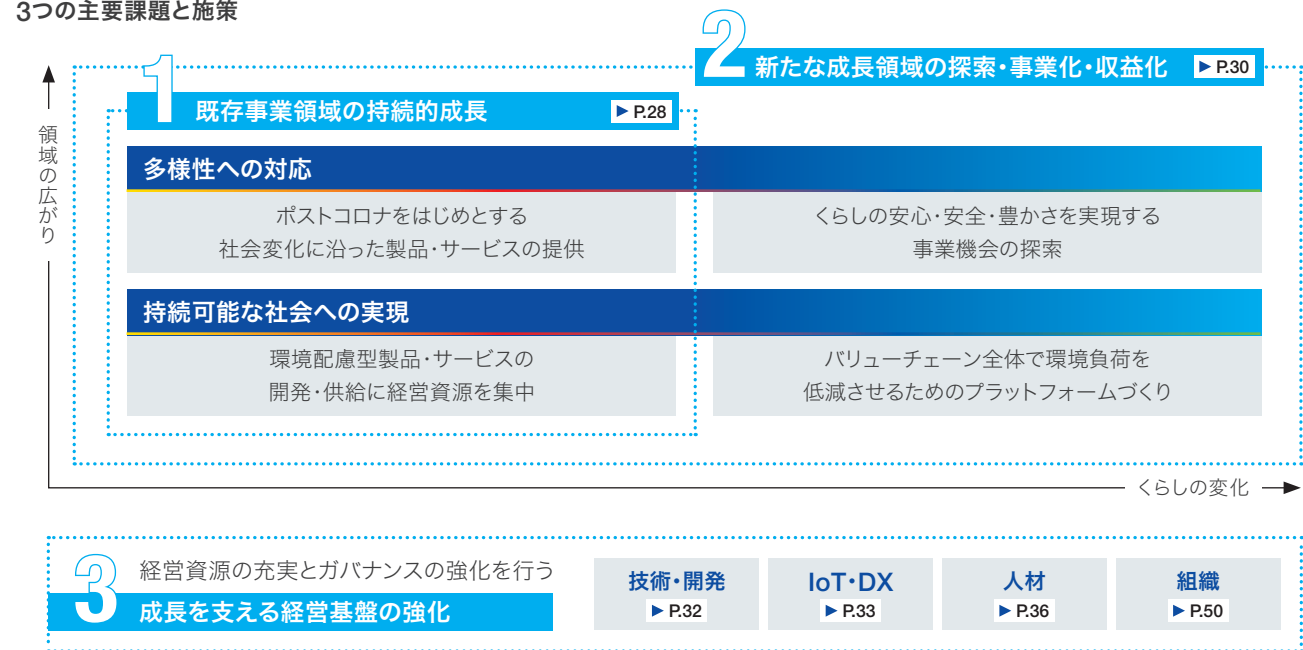 3つの主要課題と施策
2 新たな成長領域の探索・事業化・収益化 ▶ P.30
1 既存事業領域の持続的成長 ▶ P.28
領域の広がり
多様性への対応
ポストコロナをはじめとする
社会変化に沿った製品・サービスの提供
くらしの安心・安全・豊かさを実現する
事業機会の探索
持続可能な社会への実現
環境配慮型製品・サービスの
開発・供給に経営資源を集中
バリューチェーン全体で環境負荷を
低減させるためのプラットフォームづくり
くらしの変化
3 経営資源の充実とガバナンスの強化を行う
成長を支える経営基盤の強化
技術・開発
▶ P.32
IoT・DX
▶ P.33
人材
▶ P.36
組織
▶ P.50